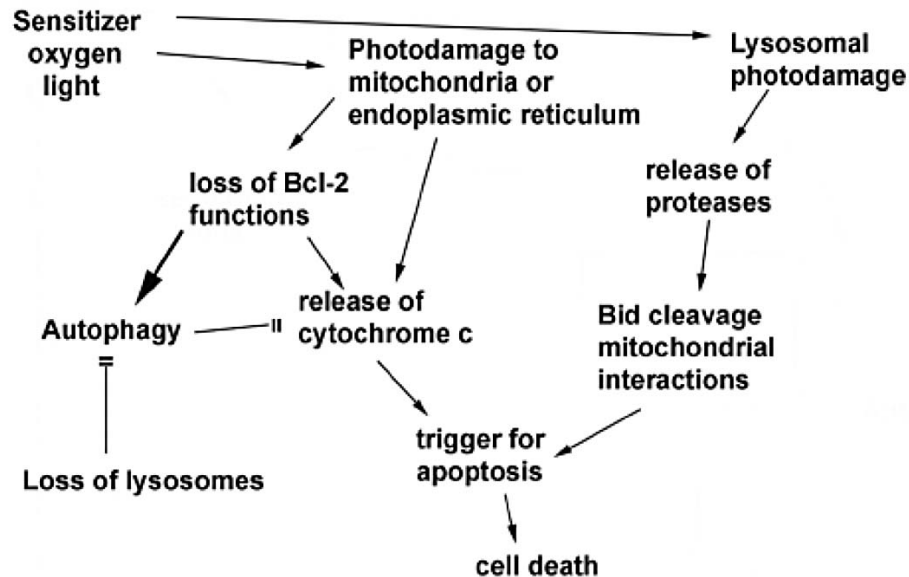 Sensitizer
oxygen
light
Photodamage to
mitochondria or
endoplasmic reticulum
Lysosomal
photodamage
loss of Bcl-2
functions
release of
proteases
Autophagy
release of
cytochrome c
Bid cleavage
mitochondrial
interactions
Loss of lysosomes
trigger for
apoptosis
cell death